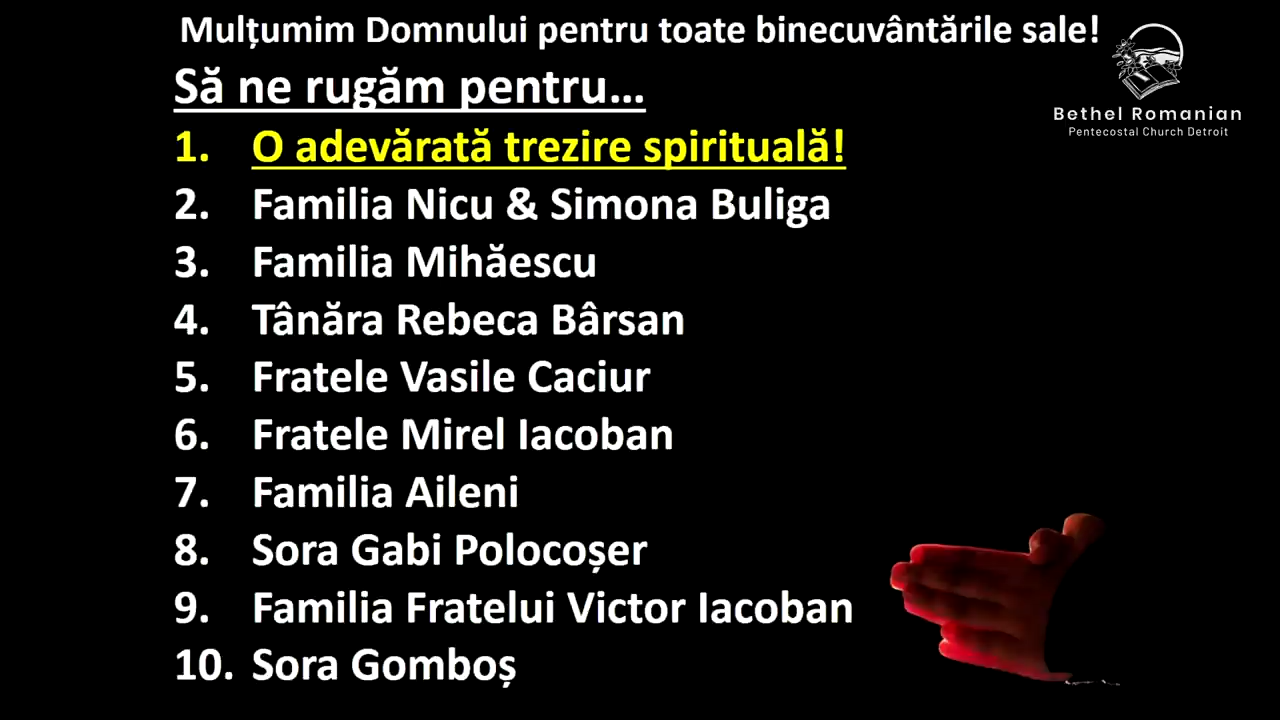 Mulțumim Domnului pentru toate binecuvântările sale!
Să ne rugăm pentru...
1. O adevărată trezire spirituală!
2. Familia Nicu & Simona Buliga
3. Familia Mihăescu
4. Tânăra Rebeca Bârsan
5. Fratele Vasile Caciur
6. Fratele Mirel Iacoban
7. Familia Aileni
8. Sora Gabi Polocoșer
9. Familia Fratelui Victor Iacoban
10. Sora Gomboș
Bethel Romanian
Pentecostal Church Detroit